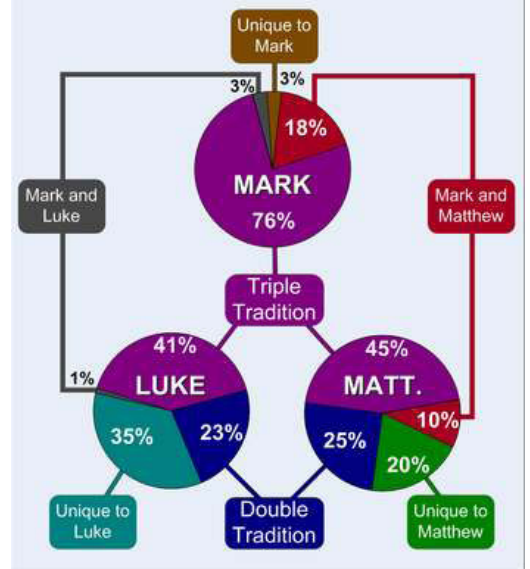 Unique to
Mark
3%
3%
18%
MARK
76%
Mark and
Luke
Mark and
Matthew
Triple
Tradition
41%
45%
1%
LUKE
MATT.
10%
35%
23%
25%
20%
Unique to
Luke
Double
Tradition
Unique to
Matthew